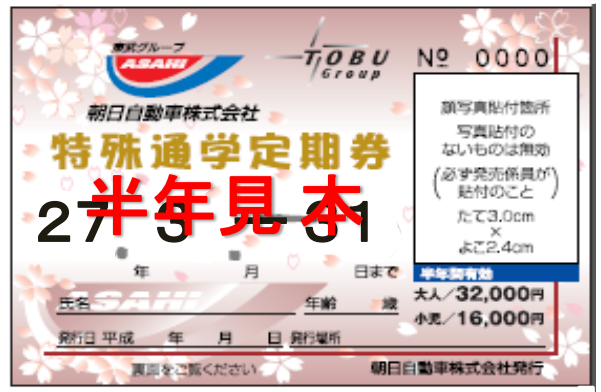 東武グループ
ASAHI
TOBU
Group
№ 0000
朝日自動車株式会社
特殊通学定期券
半年見本
27 3 31
年 月 日まで
顔写真貼付箇所
写真貼付の
ないものは無効
(必ず発売係員が
貼付のこと)
たて3.0cm
×
よこ2.4cm
半年間有効
大人/32,000円
小児/16,000円
ASAHI
氏名 年齢 歳
発行日 平成 年 月 日 発行場所
裏面をご覧ください
朝日自動車株式会社発行